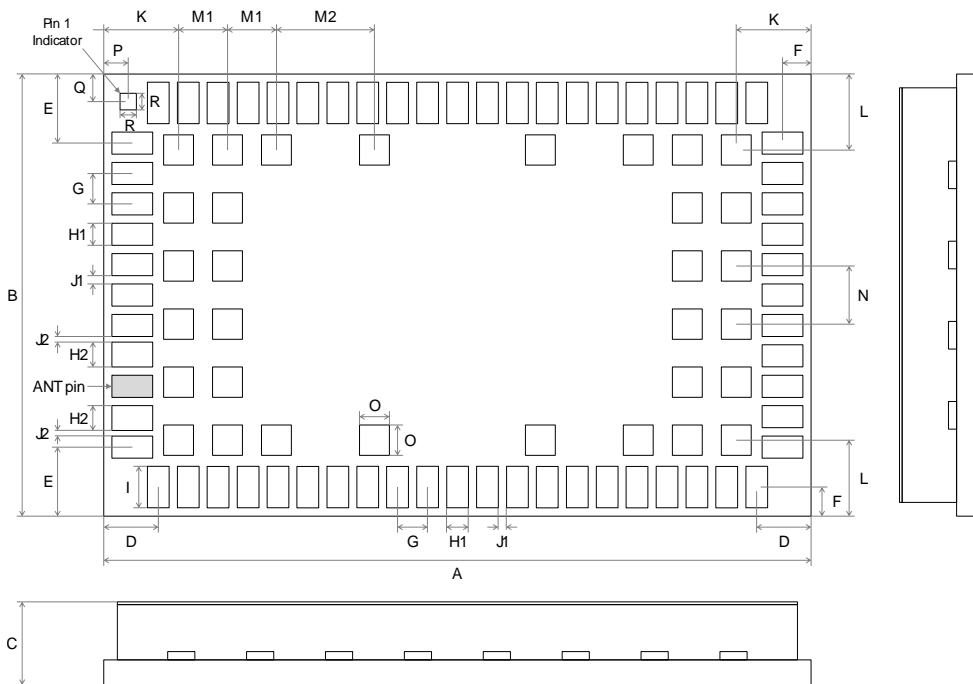 Pin 1
Indicator
K M1 M1 M2 K
P F
Q R
E L
R
G
H1
J1
B N
J2
H2
ANT pin
O
H2 O
J2
E I L
F
D G H1 J1 D
A
C